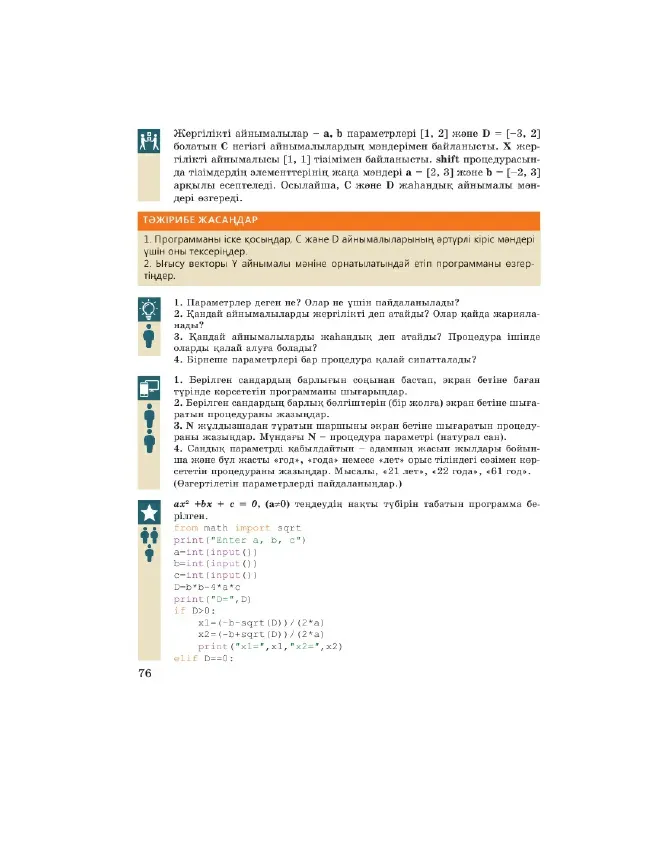 Жергілікті айнымалылар – a, b параметрлері [1, 2] және D = [–3, 2]
болатын C негізгі айнымалылардың мәндерімен байланысты. X жер-
гілікті айнымалысы [1, 1] тізімімен байланысты. shift процедурасын-
да тізімдердің элементтерінің жаңа мәндері a = [2, 3] және b = [–2, 3]
арқылы есептеледі. Осылайша, C және D жаһандық айнымалы мән-
дері өзгереді.
ТӘЖІРИБЕ ЖАСАҢДАР
1. Программаны іске қосыңдар. C және D айнымалыларының әртүрлі кіріс мәндері
үшін оны тексеріңдер.
2. Ығысу векторы Y айнымалы мәніне орнатылатындай етіп программаны өзгер-
тіңдер.
1. Параметрлер деген не? Олар не үшін пайдаланылады?
2. Қандай айнымалыларды жергілікті деп атайды? Олар қайда жарияла-
нады?
3. Қандай айнымалыларды жаһандық деп атайды? Процедура ішінде
оларды қалай алуға болады?
4. Бірнеше параметрлері бар процедура қалай сипатталады?
1. Берілген сандардың барлығын соңынан бастап, экран бетіне баған
түрінде көрсететін программаны шығарыңдар.
2. Берілген сандардың барлық бөлгіштерін (бір жолға) экран бетіне шыға-
ратын процедураны жазыңдар.
3. N жұлдызшадан тұратын шаршыны экран бетіне шығаратын процеду-
раны жазыңдар. Мұндағы N – процедура параметрі (натурал сан).
4. Сандық параметрді қабылдайтын – адамның жасын жылдары бойын-
ша және бұл жасты «год», «года» немесе «лет» орыс тіліндегі сөзімен көр-
сететін процедураны жазыңдар. Мысалы, «21 лет», «22 года», «61 год».
(Өзгертілетін параметрлерді пайдаланыңдар.)
ax² +bx + c = 0, (a≠0) теңдеудің нақты түбірін табатын программа бе-
рілген.
from math import sqrt
print("Enter a, b, c")
a=int(input())
b=int(input())
c=int(input())
D=b*b-4*a*c
print("D=",D)
if D>0:
x1=(-b-sqrt(D))/(2*a)
x2=(-b+sqrt(D))/(2*a)
print("x1=",x1,"x2=",x2)
elif D==0:
76